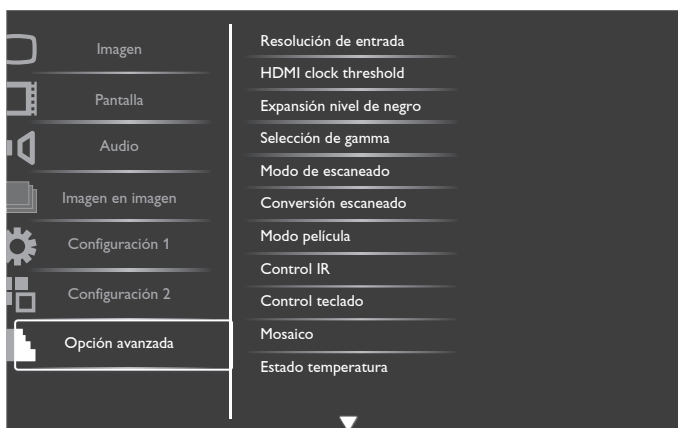 Imagen
Pantalla
Audio
Imagen en imagen
Configuración 1
Configuración 2
Opción avanzada
Resolución de entrada
HDMI clock threshold
Expansión nivel de negro
Selección de gamma
Modo de escaneado
Conversión escaneado
Modo película
Control IR
Control teclado
Mosaico
Estado temperatura